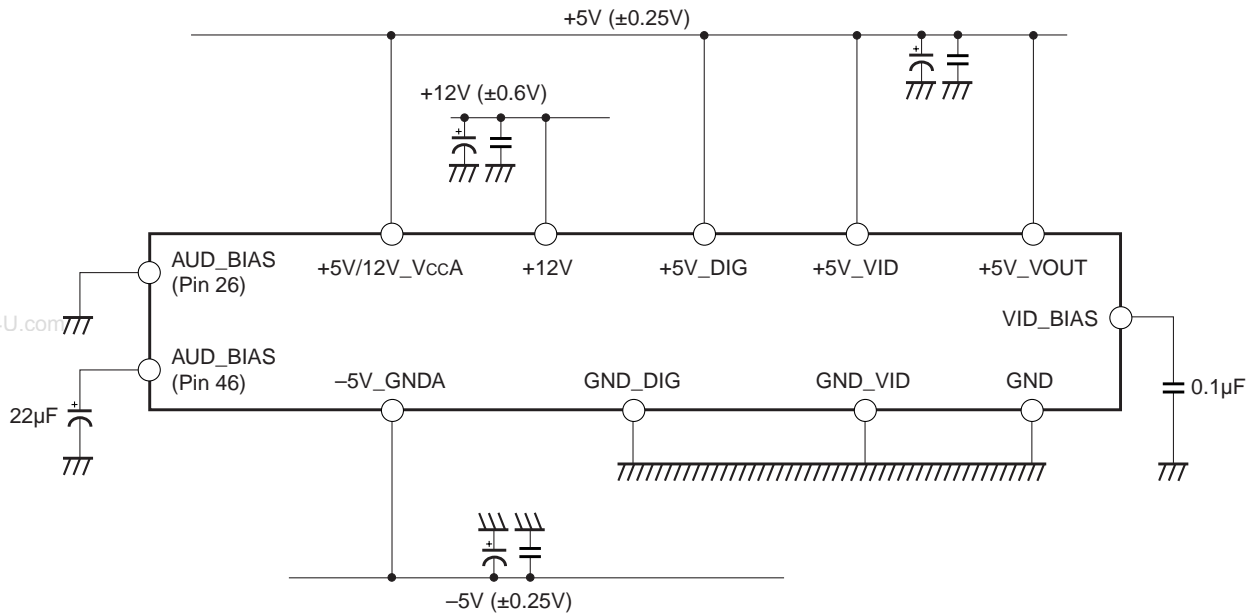 +5V (±0.25V)
+
+12V (±0.6V)
+
AUD_BIAS
(Pin 26)
+5V/12V_VCCA
+12V
+5V_DIG
+5V_VID
+5V_VOUT
VID_BIAS
U.com
AUD_BIAS
(Pin 46)
–5V_GNDA
GND_DIG
GND_VID
GND
22µF
+
0.1µF
+
–5V (±0.25V)